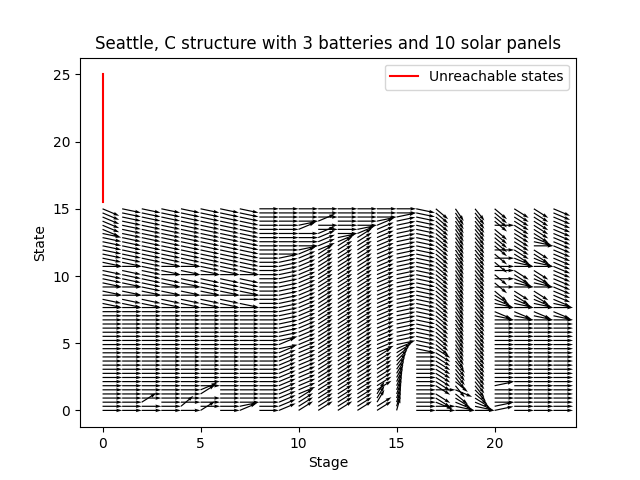 Seattle, C structure with 3 batteries and 10 solar panels
Unreachable states
25
20
15
10
5
0
State
0 5 10 15 20
Stage